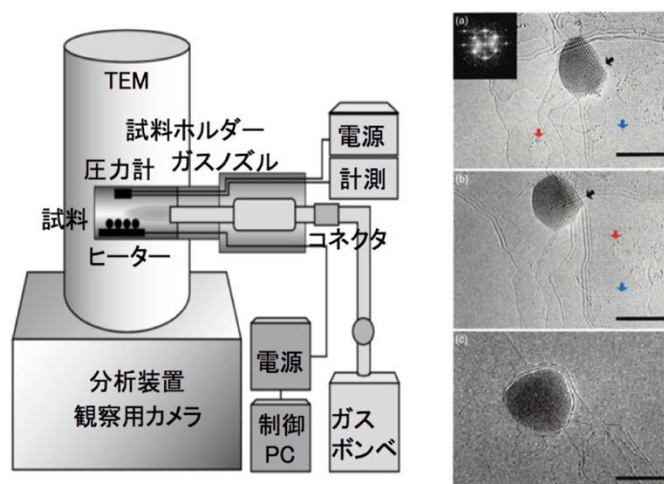 TEM
試料ホルダー
圧力計
ガスノズル
試料
ヒーター
コネクタ
電源
計測
電源
制御
PC
ガス
ボンベ
分析装置
観察用カメラ
(a)
(b)
(c)